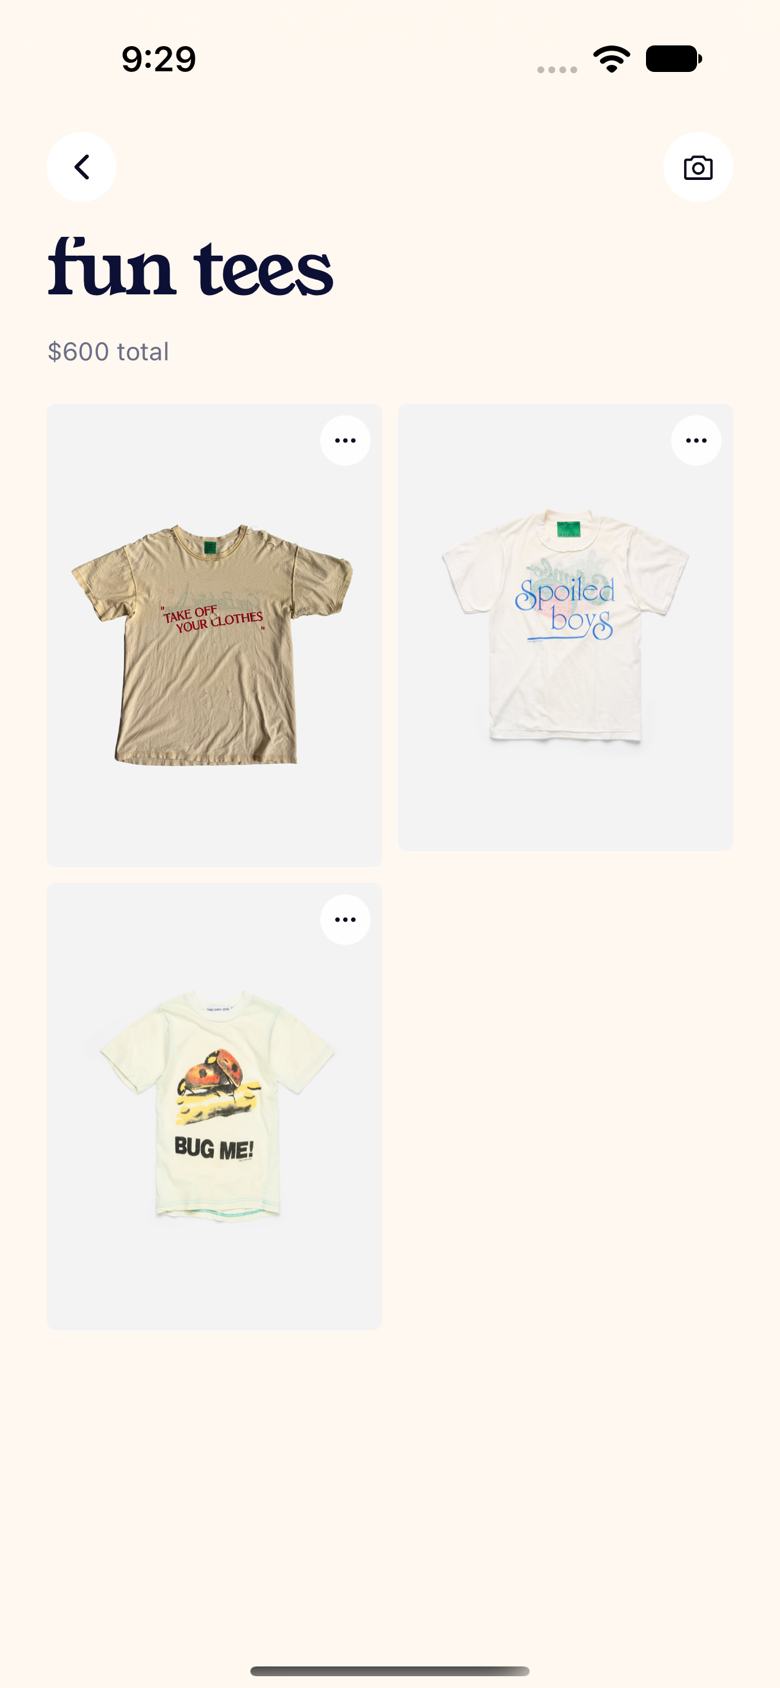 9:29
fun tees
$600 total
"TAKE OFF
YOUR CLOTHES"
Spoiled
boys
BUG ME!